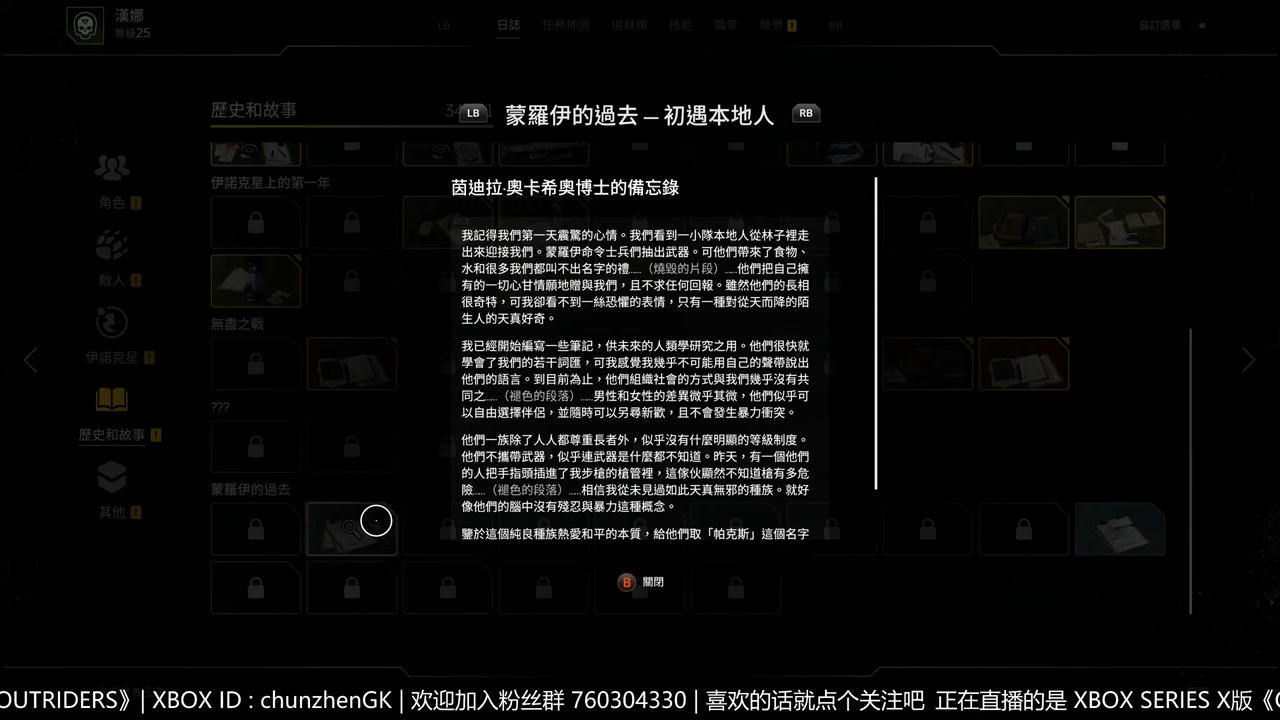 漢娜
等級25
LB
日誌
任務地圖
道具欄
技能
職業
榮譽
RB
自訂選單
歷史和故事
LB
蒙羅伊的過去 — 初遇本地人
RB
伊諾克星上的第一年
角色
敵人
無盡之戰
伊諾克星
???
歷史和故事
蒙羅伊的過去
其他
茵迪拉·奧卡希奧博士的備忘錄
我記得我們第一天震驚的心情。我們看到一小隊本地人從林子裡走
出來迎接我們。蒙羅伊命令士兵們抽出武器。可他們帶來了食物、
水和很多我們都叫不出名字的禮……（燒毀的片段）……他們把自己擁
有的一切心甘情願地贈與我們，且不求任何回報。雖然他們的長相
很奇特，可我卻看不到一絲恐懼的表情，只有一種對從天而降的陌
生人的天真好奇。
我已經開始編寫一些筆記，供未來的人類學研究之用。他們很快就
學會了我們的若干詞匯，可我感覺我幾乎不可能用自己的聲帶說出
他們的語言。到目前為止，他們組織社會的方式與我們幾乎沒有共
同之……（褪色的段落）……男性和女性的差異微乎其微，他們似乎可
以自由選擇伴侶，並隨時可以另尋新歡，且不會發生暴力衝突。
他們一族除了人人都尊重長者外，似乎沒有什麼明顯的等級制度。
他們不攜帶武器，似乎連武器是什麼都不知道。昨天，有一個他們
的人把手指頭插進了我步槍的槍管裡，這傢伙顯然不知道槍有多危
險……（褪色的段落）……相信我從未見過如此天真無邪的種族。就好
像他們的腦中沒有殘忍與暴力這種概念。
鑒於這個純良種族熱愛和平的本質，給他們取「帕克斯」這個名字
B 關閉
OUTRIDERS》| XBOX ID : chunzhenGK | 欢迎加入粉丝群 760304330 | 喜欢的话就点个关注吧 正在直播的是 XBOX SERIES X版《